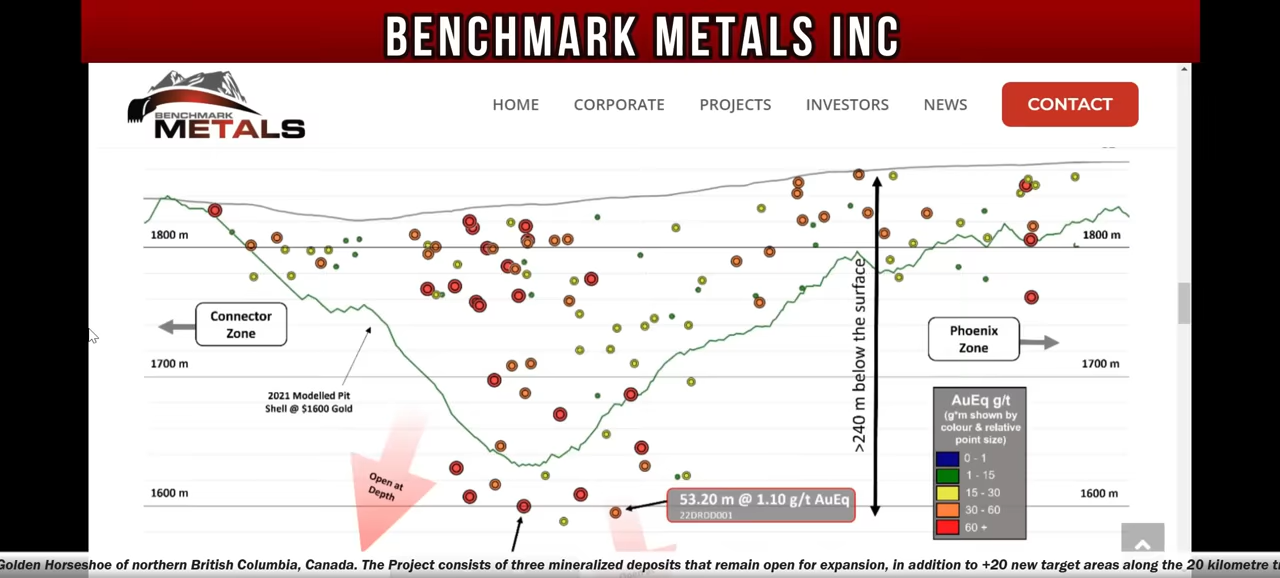 BENCHMARK METALS INC
BENCHMARK
METALS
HOME
CORPORATE
PROJECTS
INVESTORS
NEWS
CONTACT
1800 m
1800 m
Connector
Zone
Phoenix
Zone
1700 m
1700 m
2021 Modelled Pit
Shell @ $1600 Gold
>240 m below the surface
AuEq g/t
(g*m shown by
colour & relative
point size)
0 - 1
1 - 15
15 - 30
30 - 60
60 +
Open at
Depth
1600 m
1600 m
53.20 m @ 1.10 g/t AuEq
22DRDD001
Golden Horseshoe of northern British Columbia, Canada. The Project consists of three mineralized deposits that remain open for expansion, in addition to +20 new target areas along the 20 kilometre